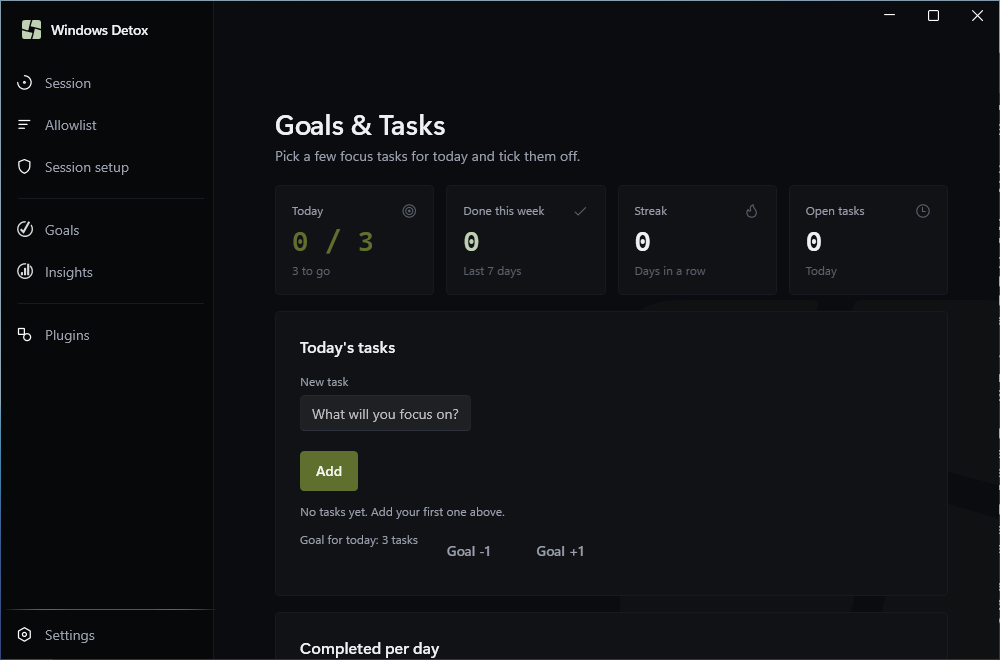 Windows Detox
Session
Allowlist
Session setup
Goals
Insights
Plugins
Settings
Goals & Tasks
Pick a few focus tasks for today and tick them off.
Today
0 / 3
3 to go
Done this week
0
Last 7 days
Streak
0
Days in a row
Open tasks
0
Today
Today's tasks
New task
What will you focus on?
Add
No tasks yet. Add your first one above.
Goal for today: 3 tasks
Goal -1
Goal +1
Completed per day